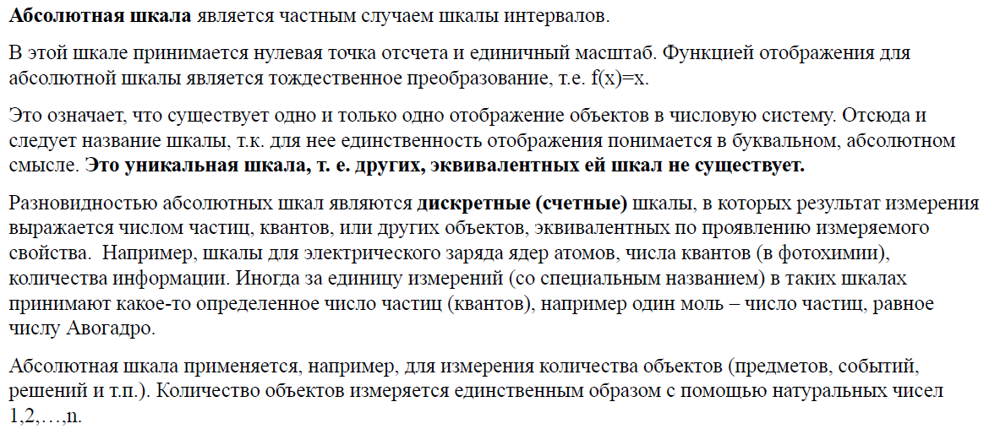 Абсолютная шкала является частным случаем шкалы интервалов.
В этой шкале принимается нулевая точка отсчета и единичный масштаб. Функцией отображения для
абсолютной шкалы является тождественное преобразование, т.е. f(x)=x.
Это означает, что существует одно и только одно отображение объектов в числовую систему. Отсюда и
следует название шкалы, т.к. для нее единственность отображения понимается в буквальном, абсолютном
смысле. Это уникальная шкала, т. е. других, эквивалентных ей шкал не существует.
Разновидностью абсолютных шкал являются дискретные (счетные) шкалы, в которых результат измерения
выражается числом частиц, квантов, или других объектов, эквивалентных по проявлению измеряемого
свойства.  Например, шкалы для электрического заряда ядер атомов, числа квантов (в фотохимии),
количества информации. Иногда за единицу измерений (со специальным названием) в таких шкалах
принимают какое-то определенное число частиц (квантов), например один моль – число частиц, равное
числу Авогадро.
Абсолютная шкала применяется, например, для измерения количества объектов (предметов, событий,
решений и т.п.). Количество объектов измеряется единственным образом с помощью натуральных чисел
1,2,…,n.